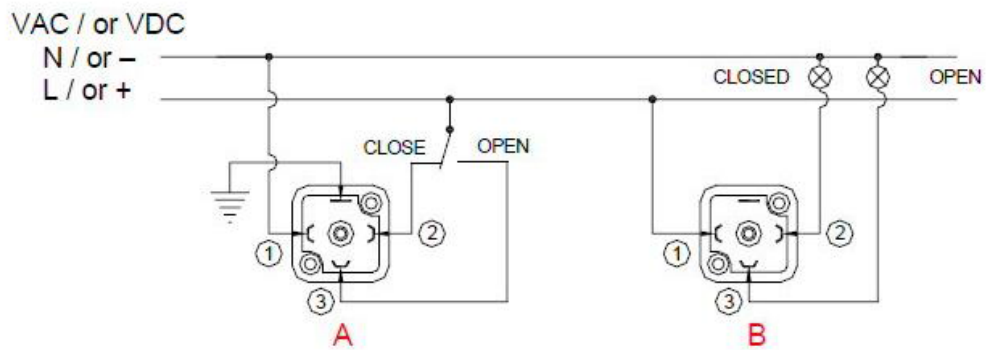 VAC / or VDC
N / or –
L / or +
CLOSED OPEN
CLOSE OPEN
1 2 1 2
3 3
A B